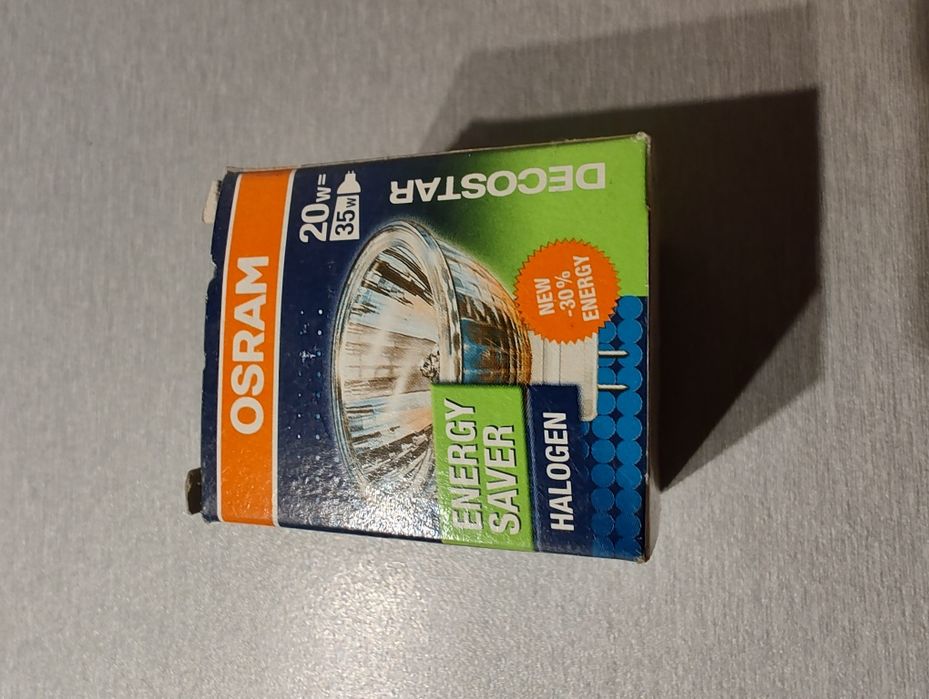 OSRAM
20W=
35W
DECOSTAR
NEW
-30%
ENERGY
ENERGY
SAVER
HALOGEN